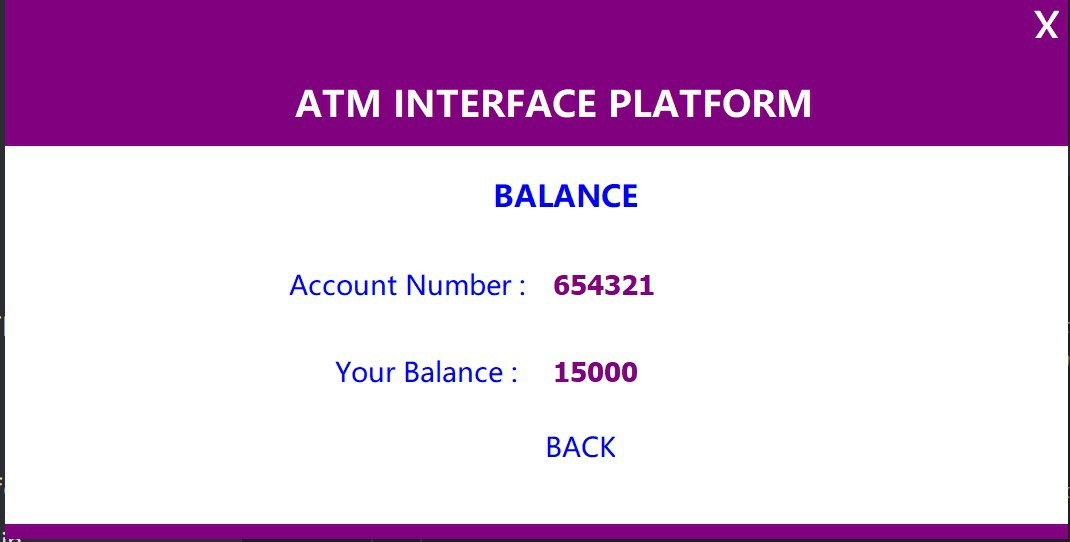 X
ATM INTERFACE PLATFORM
BALANCE
Account Number : 654321
Your Balance : 15000
BACK